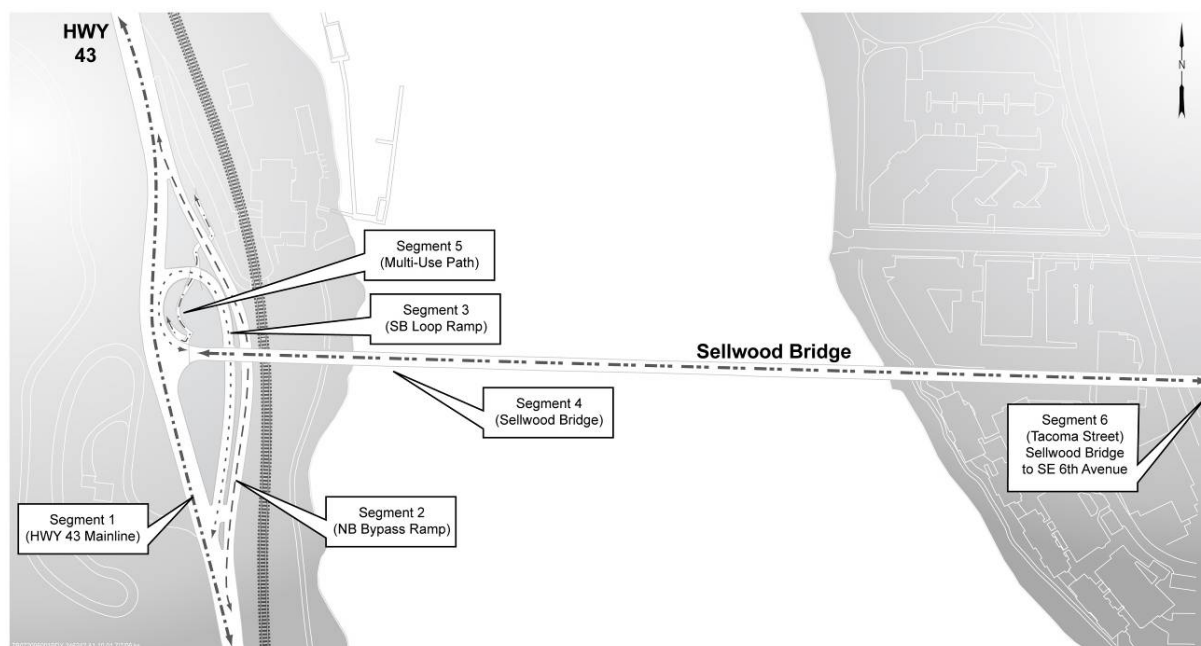 HWY
43
N
Segment 5
(Multi-Use Path)
Segment 3
(SB Loop Ramp)
Sellwood Bridge
Segment 4
(Sellwood Bridge)
Segment 6
(Tacoma Street)
Sellwood Bridge
to SE 6th Avenue
Segment 1
(HWY 43 Mainline)
Segment 2
(NB Bypass Ramp)